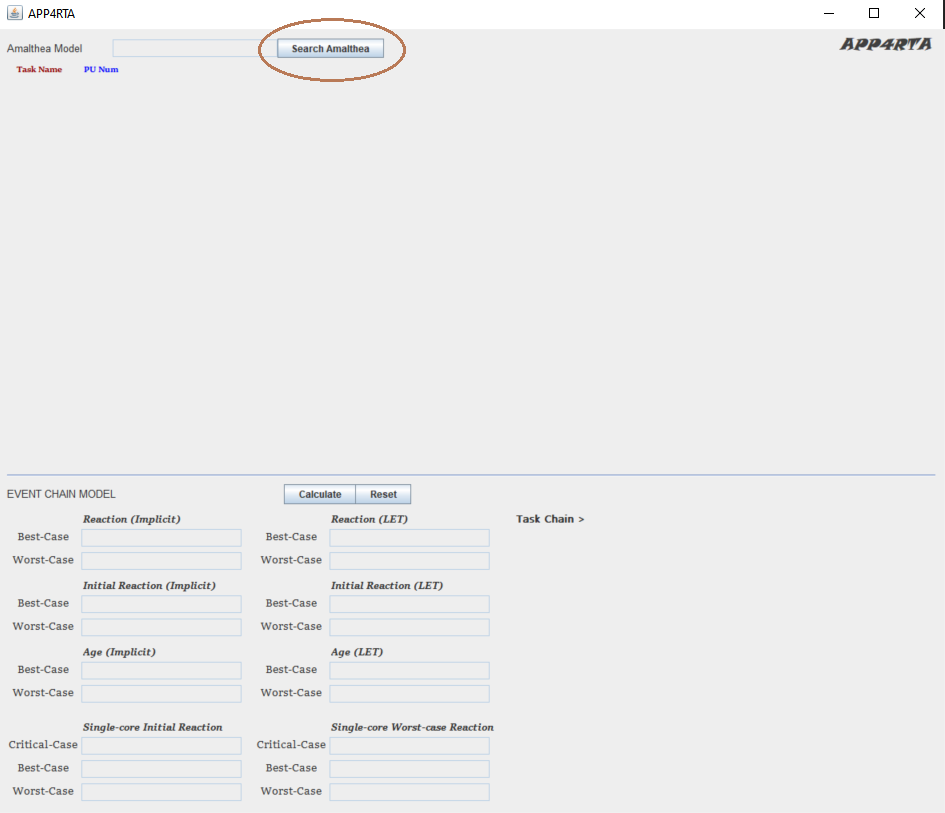 APP4RTA
Amalthea Model Search Amalthea APP4RTA
Task Name PU Num
EVENT CHAIN MODEL Calculate Reset
Reaction (Implicit) Reaction (LET) Task Chain >
Best-Case Best-Case
Worst-Case Worst-Case
Initial Reaction (Implicit) Initial Reaction (LET)
Best-Case Best-Case
Worst-Case Worst-Case
Age (Implicit) Age (LET)
Best-Case Best-Case
Worst-Case Worst-Case
Single-core Initial Reaction Single-core Worst-case Reaction
Critical-Case Critical-Case
Best-Case Best-Case
Worst-Case Worst-Case